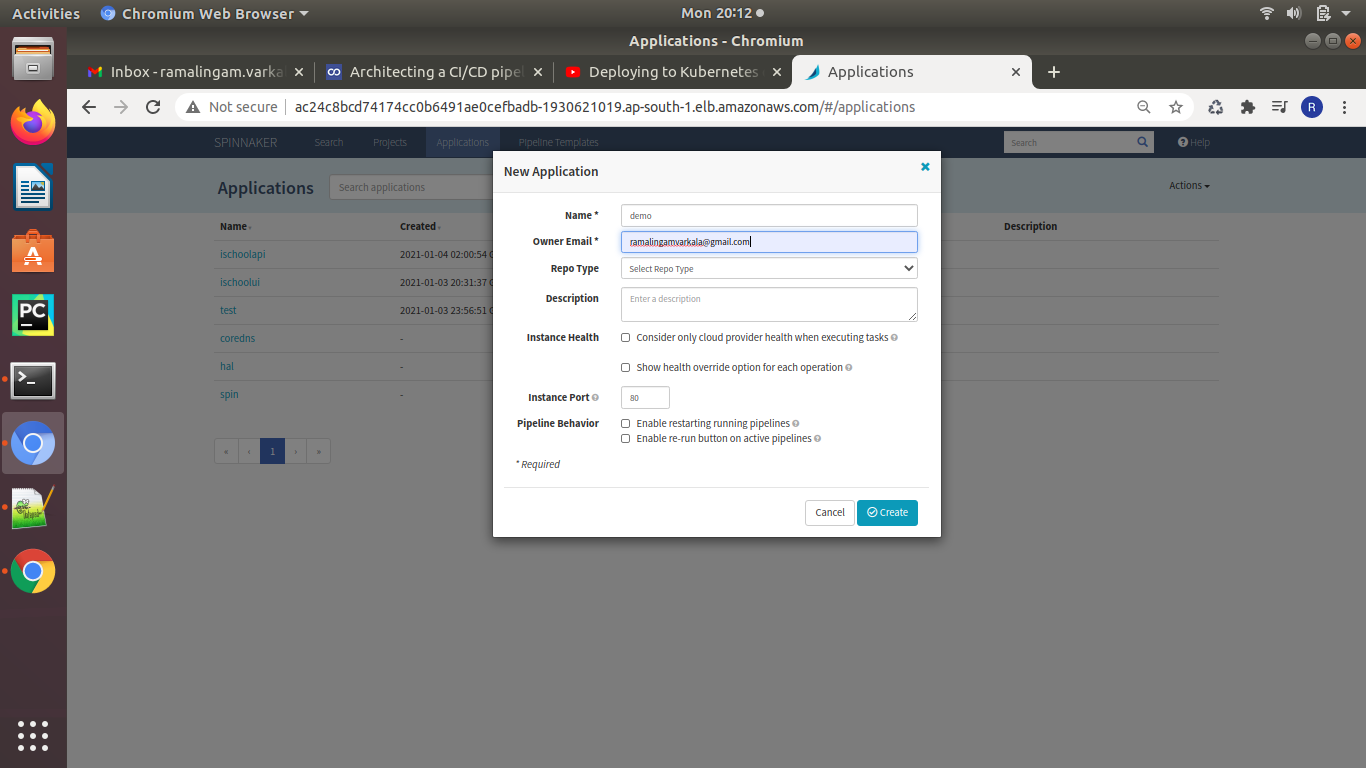 Activities Chromium Web Browser Mon 20:12
Applications - Chromium
Inbox - ramalingam.varka Architecting a CI/CD pipel Deploying to Kubernetes Applications
Not secure ac24c8bcd74174cc0b6491ae0cefbadb-1930621019.ap-south-1.elb.amazonaws.com/#/applications R
SPINNAKER Search Projects Applications Pipeline Templates Search Help
Applications Search applications Actions
Name Created Description
ischoolapi 2021-01-04 02:00:54
ischoolui 2021-01-03 20:31:37
test 2021-01-03 23:56:51
coredns -
hal -
spin -
« ‹ 1 › »
New Application
Name * demo
Owner Email * ramalingamvarkala@gmail.com
Repo Type Select Repo Type
Description Enter a description
Instance Health Consider only cloud provider health when executing tasks
Show health override option for each operation
Instance Port 80
Pipeline Behavior Enable restarting running pipelines
Enable re-run button on active pipelines
* Required
Cancel Create
PC